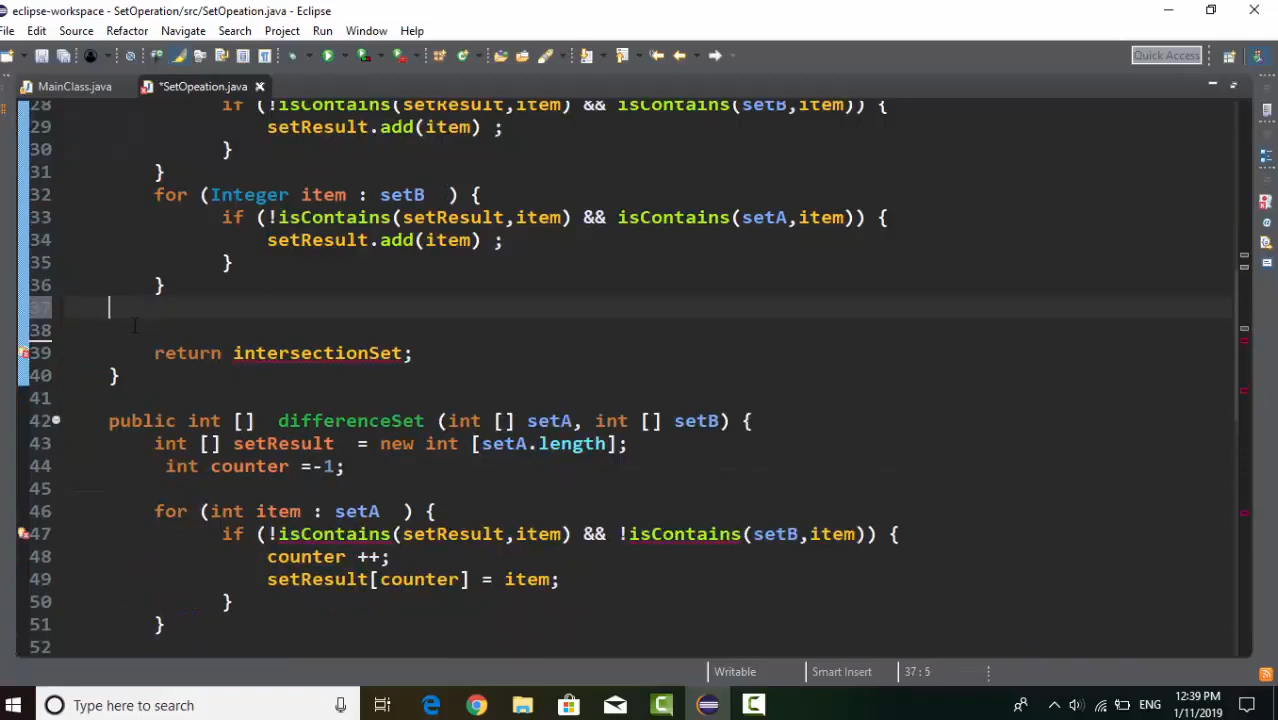 eclipse-workspace - SetOperation/src/SetOpeation.java - Eclipse
File Edit Source Refactor Navigate Search Project Run Window Help
Quick Access
MainClass.java *SetOpeation.java
28 if (!isContains(setResult,item) && isContains(setB,item)) {
29 setResult.add(item) ;
30 }
31 }
32 for (Integer item : setB ) {
33 if (!isContains(setResult,item) && isContains(setA,item)) {
34 setResult.add(item) ;
35 }
36 }
37
38
39 return intersectionSet;
40 }
41
42 public int [] differenceSet (int [] setA, int [] setB) {
43 int [] setResult = new int [setA.length];
44 int counter =-1;
45
46 for (int item : setA ) {
47 if (!isContains(setResult,item) && !isContains(setB,item)) {
48 counter ++;
49 setResult[counter] = item;
50 }
51 }
52
Writable Smart Insert 37 : 5
Type here to search
ENG
12:39 PM
1/11/2019